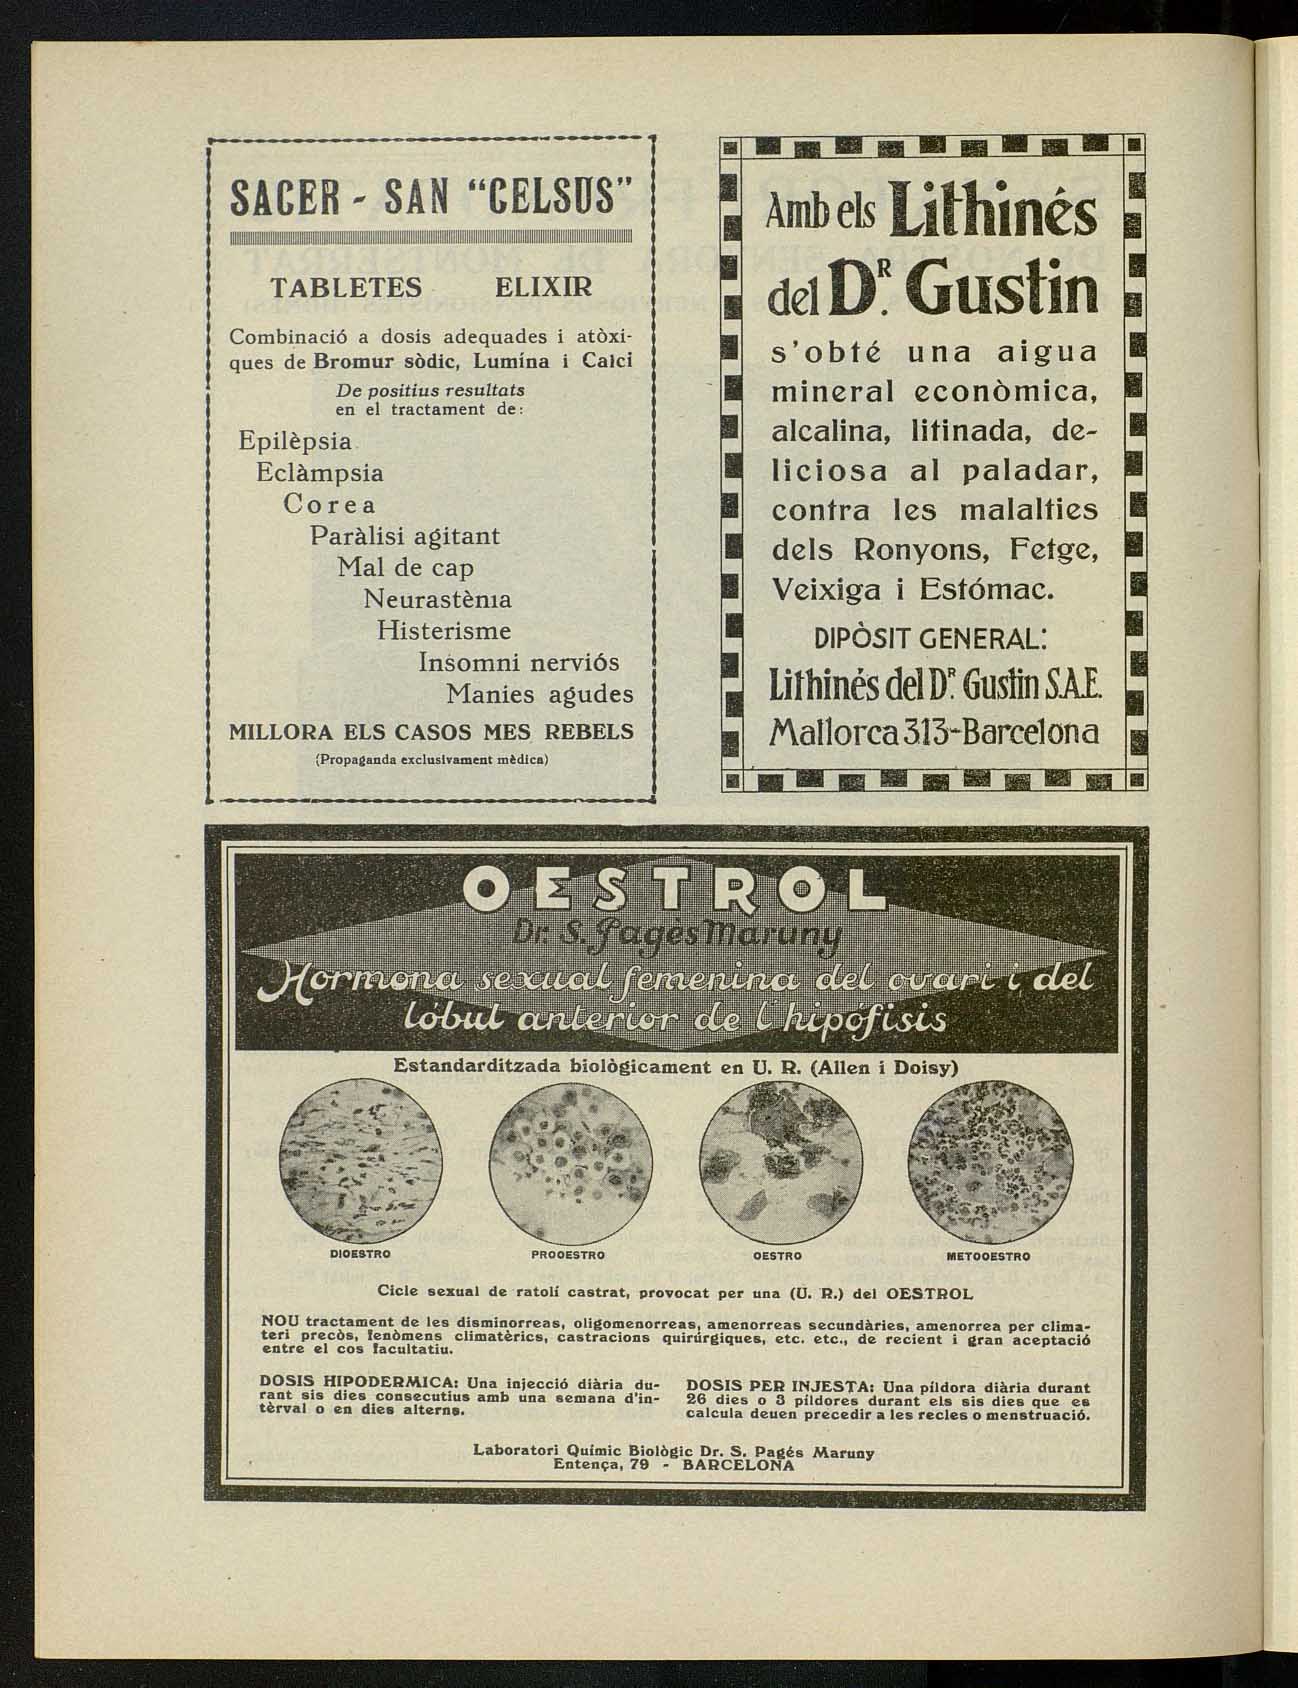 SACER - SAN "CELSUS"
TABLETES ELIXIR
Combinació a dosis adequades i atòxi-
ques de Bromur sòdic, Lumína i Calci
De positius resultats
en el tractament de:
Epilèpsia
Eclàmpsia
Corea
Paràlisi agitant
Mal de cap
Neurastènia
Histerisme
Insomni nerviós
Manies agudes
MILLORA ELS CASOS MES REBELS
(Propaganda exclusivament mèdica)
Amb els Lithinés
del Dr. Gustin
s'obté una aigua
mineral econòmica,
alcalina, litinada, de-
liciosa al paladar,
contra les malalties
dels Ronyons, Fetge,
Veixiga i Estómac.
DIPÒSIT GENERAL:
Lithinés del Dr. Gustin S.A.E.
Mallorca 313-Barcelona
OESTROL
Dr. S. Pagès Maruny
Hormona sexual femenina del ovari i del
lóbul anterior de l'hipófisis
Estandarditzada biològicament en U. R. (Allen i Doisy)
DIOESTRO PROOESTRO OESTRO METOOESTRO
Cicle sexual de ratolí castrat, provocat per una (U. R.) del OESTROL
NOU tractament de les disminorreas, oligomenorreas, amenorreas secundàries, amenorrea per clima-
teri precòs, fenòmens climatèrics, castracions quirúrgiques, etc. etc., de recient i gran aceptació
entre el cos facultatiu.
DOSIS HIPODERMICA: Una injecció diària du-
rant sis dies consecutius amb una semana d'in-
tèrval o en dies alterns.
DOSIS PER INJESTA: Una píldora diària durant
26 dies o 3 píldores durant els sis dies que es
calcula deuen precedir a les recles o menstruació.
Laboratori Químic Biològic Dr. S. Pagés Maruny
Entença, 79 - BARCELONA